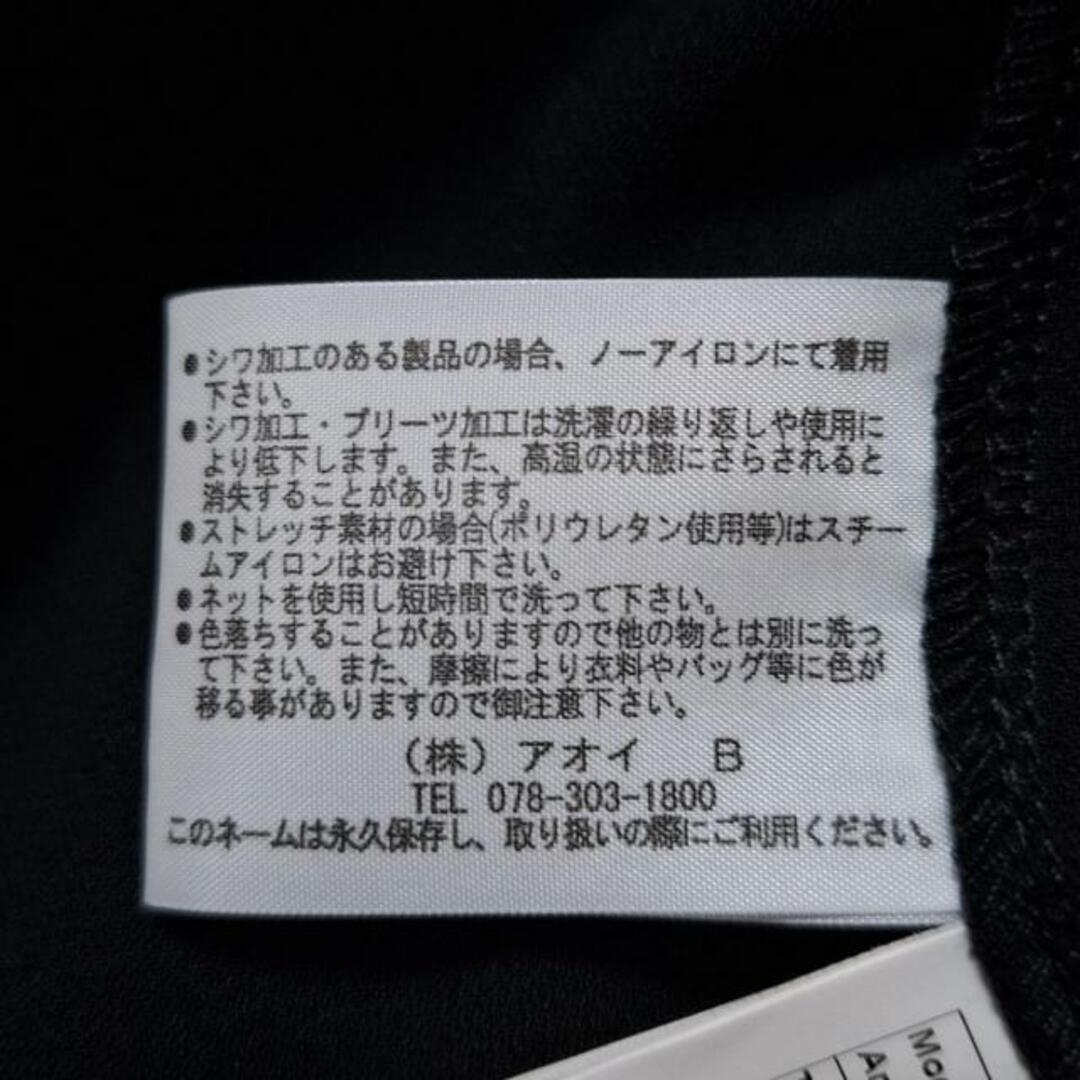 ●シワ加工のある製品の場合、ノーアイロンにて着用
下さい。
●シワ加工・プリーツ加工は洗濯の繰り返しや使用に
より低下します。また、高温の状態にさらされると
消失することがあります。
●ストレッチ素材の場合(ポリウレタン使用等)はスチー
ムアイロンはお避け下さい。
●ネットを使用し短時間で洗って下さい。
●色落ちすることがありますので他の物とは別に洗っ
て下さい。また、摩擦により衣料やバッグ等に色が
移る事がありますので御注意下さい。
(株) アオイ B
TEL 078-303-1800
このネームは永久保存し、取り扱いの際にご利用ください。